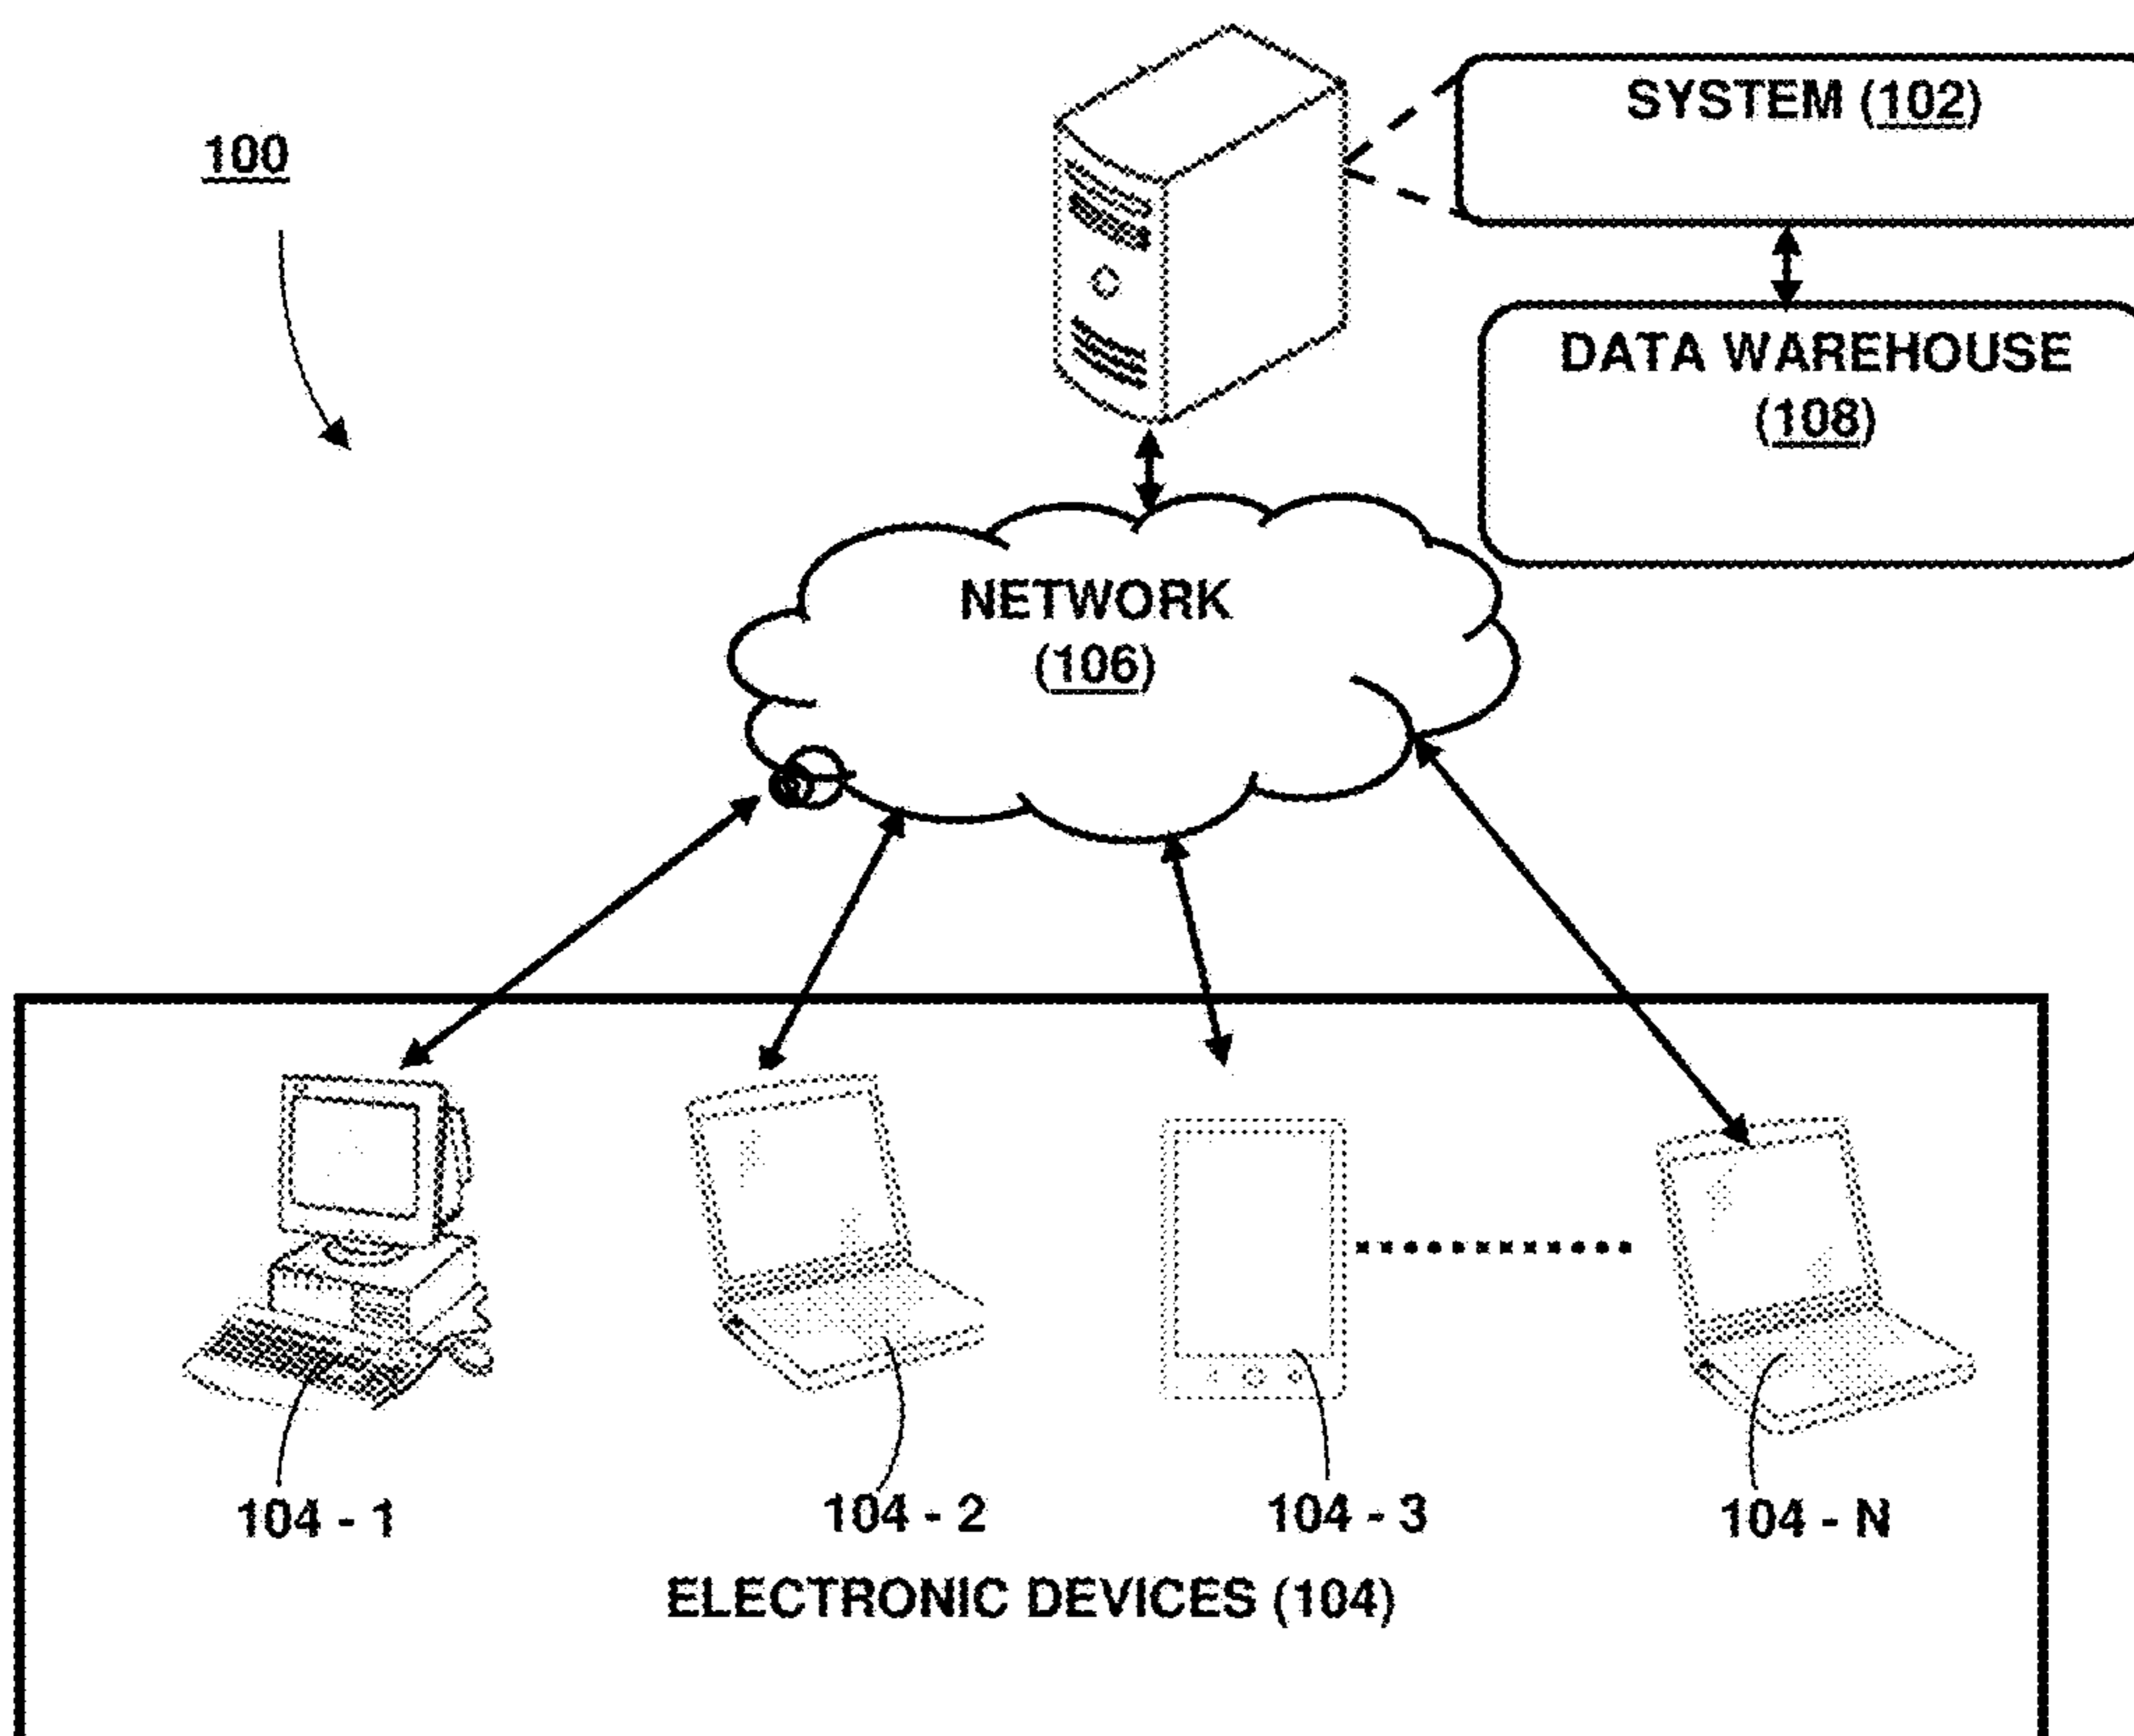 100
SYSTEM (102)
DATA WAREHOUSE
(108)
NETWORK
(106)
104 - 1
104 - 2
104 - 3
104 - N
ELECTRONIC DEVICES (104)